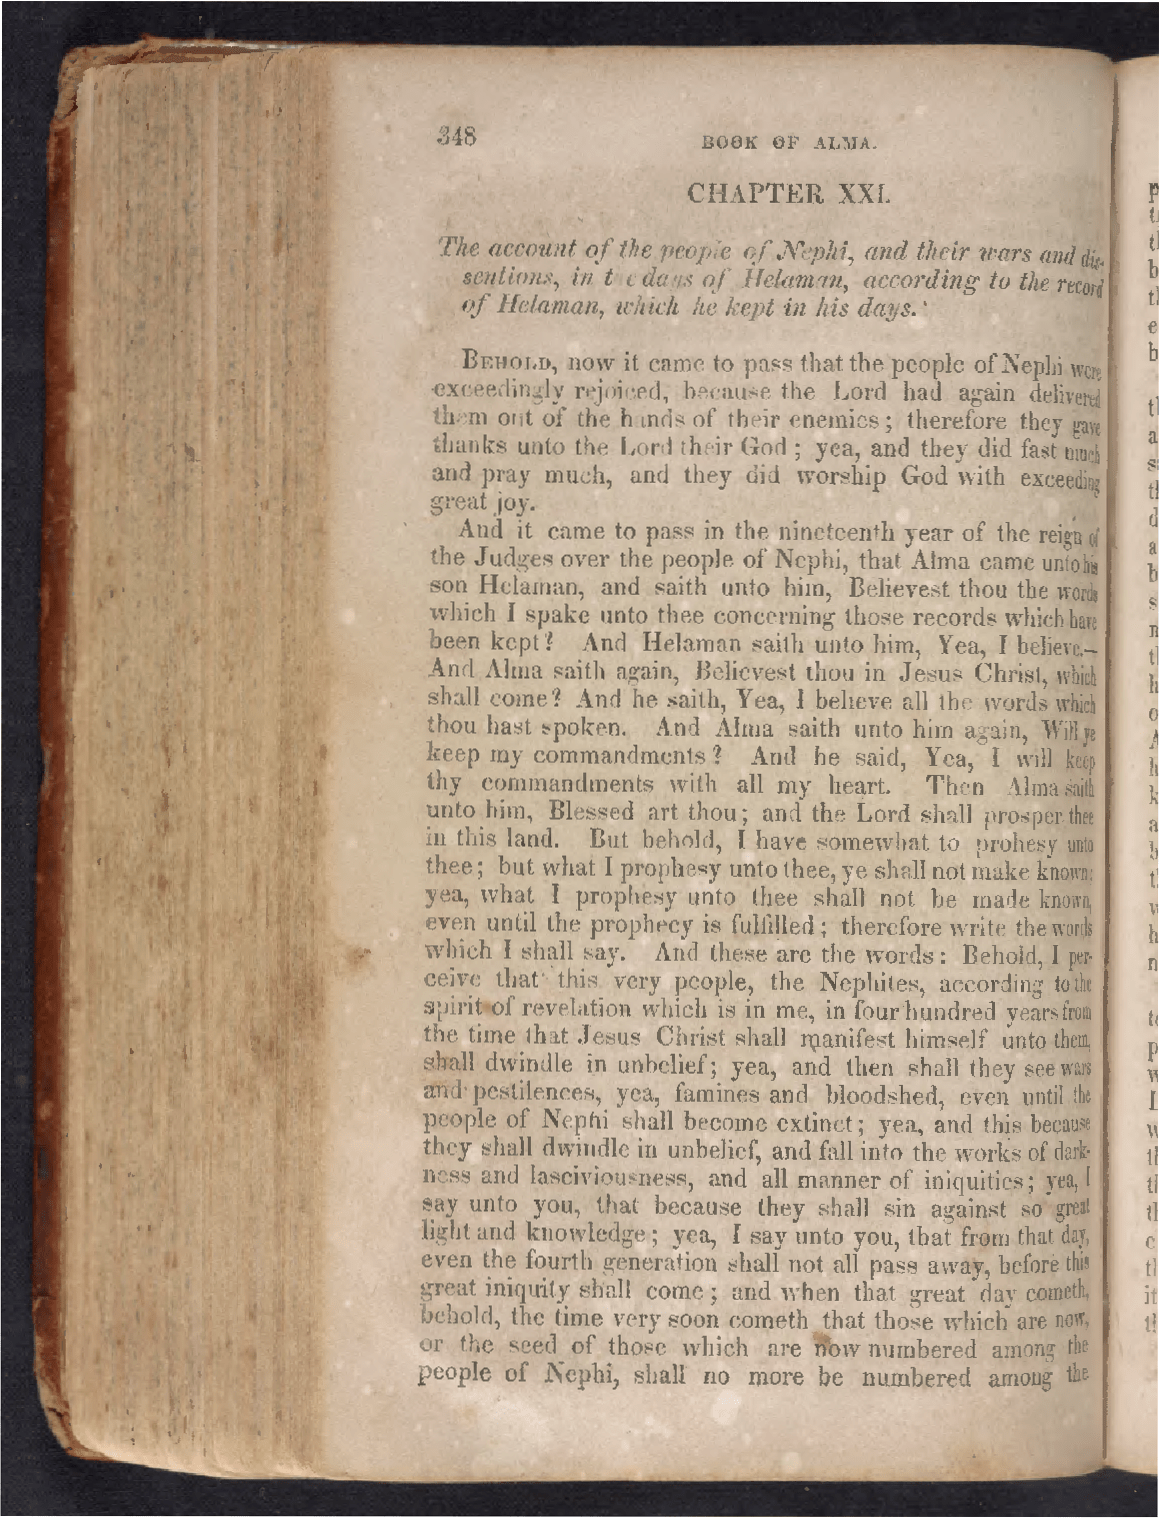 348
BOOK OF ALMA.
CHAPTER XXI.
The account of the people of Nephi, and their wars and dis-
sentions, in t e days of Helaman, according to the record
of Helaman, which he kept in his days.
BEHOLD, now it came to pass that the people of Nephi were
exceedingly rejoiced, because the Lord had again delivered
them out of the hands of their enemies; therefore they gave
thanks unto the Lord their God; yea, and they did fast much
and pray much, and they did worship God with exceeding
great joy.
And it came to pass in the nineteenth year of the reign of
the Judges over the people of Nephi, that Alma came unto his
son Helaman, and saith unto him, Believest thou the words
which I spake unto thee concerning those records which have
been kept? And Helaman saith unto him, Yea, I believe.—
And Alma saith again, Believest thou in Jesus Christ, which
shall come? And he saith, Yea, I believe all the words which
thou hast spoken. And Alma saith unto him again, Will ye
keep my commandments? And he said, Yea, I will keep
thy commandments with all my heart. Then Alma saith
unto him, Blessed art thou; and the Lord shall prosper thee
in this land. But behold, I have somewhat to prohesy unto
thee; but what I prophesy unto thee, ye shall not make known;
yea, what I prophesy unto thee shall not be made known,
even until the prophecy is fulfilled; therefore write the words
which I shall say. And these are the words: Behold, I per-
ceive that this very people, the Nephites, according to the
spirit of revelation which is in me, in four hundred years from
the time that Jesus Christ shall manifest himself unto them,
shall dwindle in unbelief; yea, and then shall they see wars
and pestilences, yea, famines and bloodshed, even until the
people of Nephi shall become extinct; yea, and this because
they shall dwindle in unbelief, and fall into the works of dark-
ness and lasciviousness, and all manner of iniquities; yea, I
say unto you, that because they shall sin against so great
light and knowledge; yea, I say unto you, that from that day,
even the fourth generation shall not all pass away, before this
great iniquity shall come; and when that great day cometh,
behold, the time very soon cometh that those which are now,
or the seed of those which are now numbered among the
people of Nephi, shall no more be numbered among the